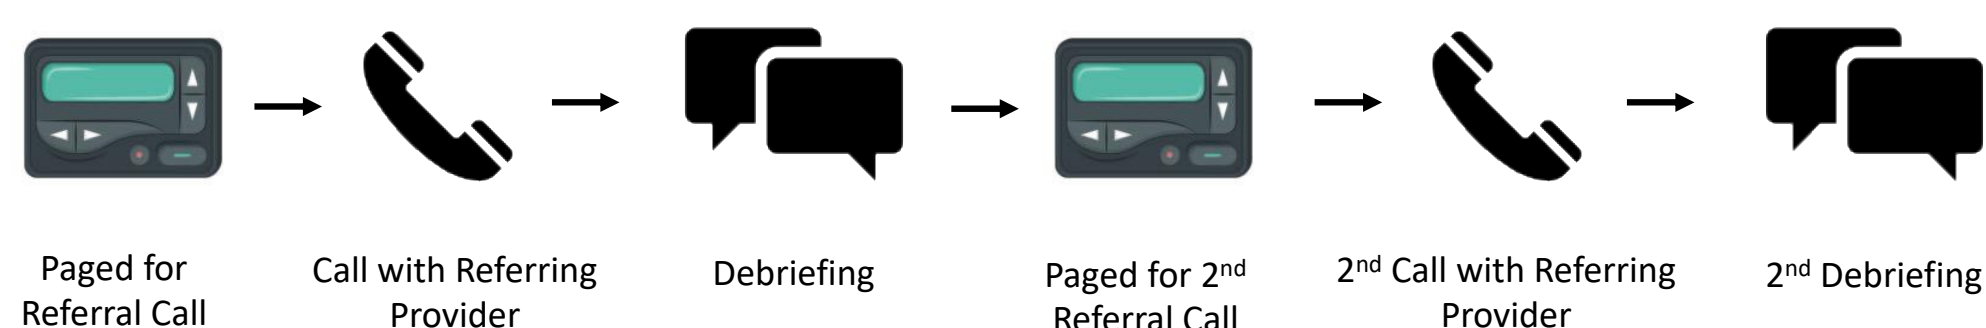 Paged for
Referral Call
Call with Referring
Provider
Debriefing
Paged for 2nd
Referral Call
2nd Call with Referring
Provider
2nd Debriefing